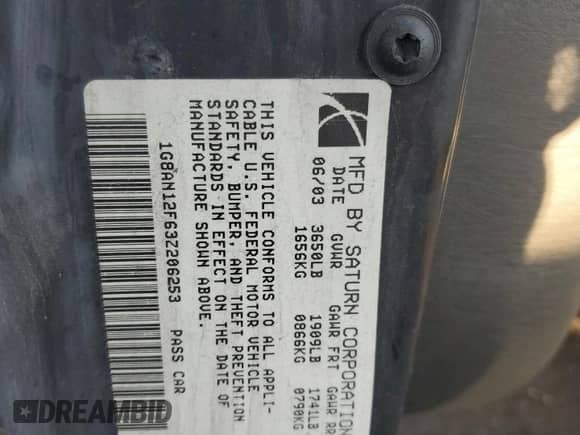 MFD BY SATURN CORPORATION
DATE GVWR GAWR FRT GAWR RR
06/03 3650LB 1909LB 1741LB
1656KG 0866KG 0790KG
THIS VEHICLE CONFORMS TO ALL APPLI-
CABLE U.S. FEDERAL MOTOR VEHICLE
SAFETY, BUMPER, AND THEFT PREVENTION
STANDARDS IN EFFECT ON THE DATE OF
MANUFACTURE SHOWN ABOVE.
1G8AN12F63Z206253 PASS CAR
DREAMBID